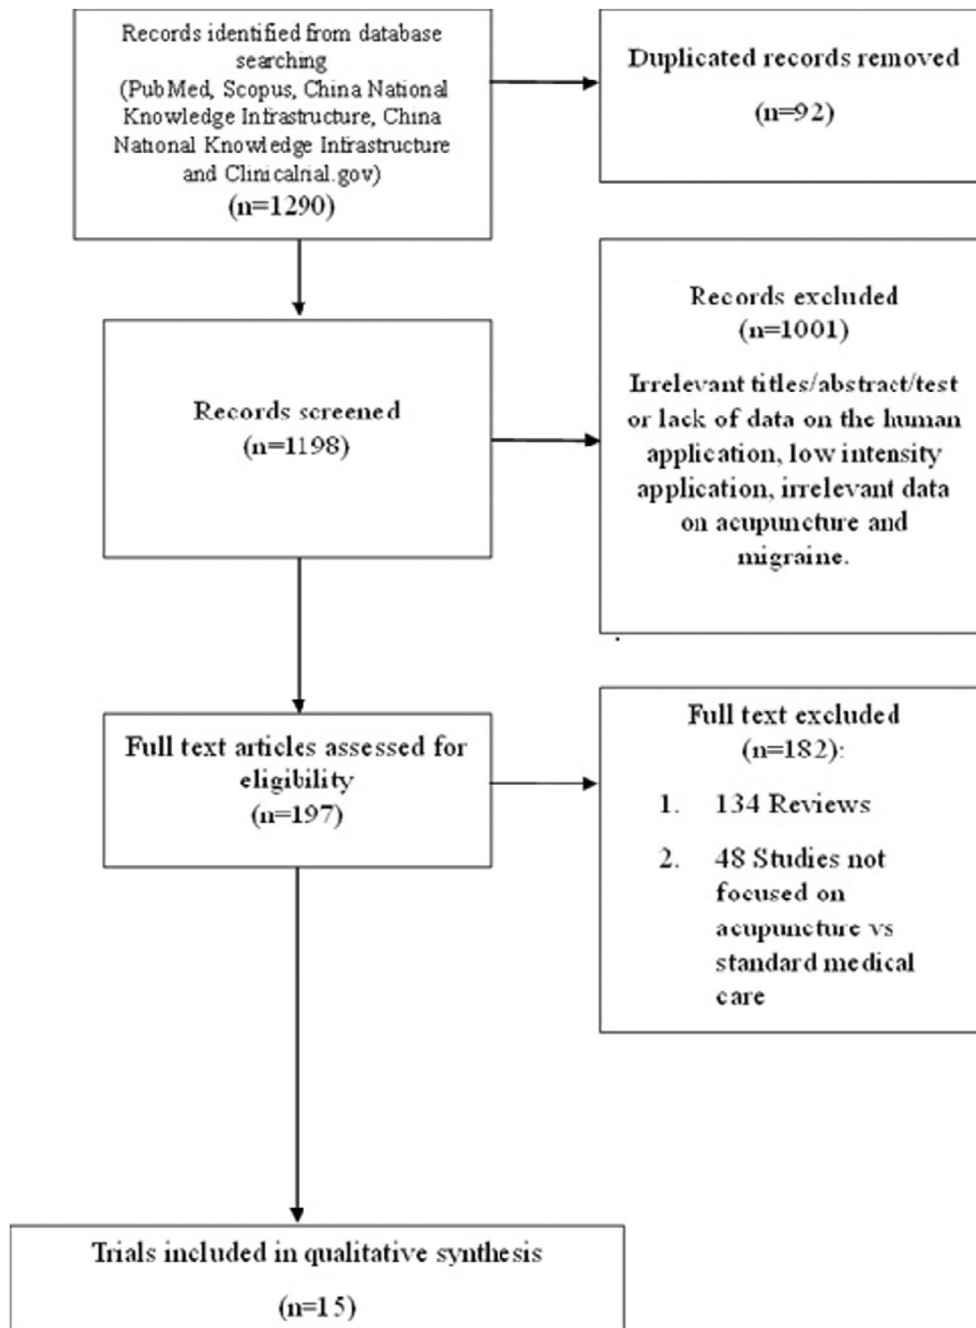 Records identified from database
searching
(PubMed, Scopus, China National
Knowledge Infrastructure, China
National Knowledge Infrastructure
and Clinicalrial.gov)
(n=1290)
Duplicated records removed
(n=92)
Records screened
(n=1198)
Records excluded
(n=1001)
Irrelevant titles/abstract/test
or lack of data on the human
application, low intensity
application, irrelevant data
on acupuncture and
migraine.
Full text articles assessed for
eligibility
(n=197)
Full text excluded
(n=182):
1. 134 Reviews
2. 48 Studies not
focused on
acupuncture vs
standard medical
care
Trials included in qualitative synthesis
(n=15)